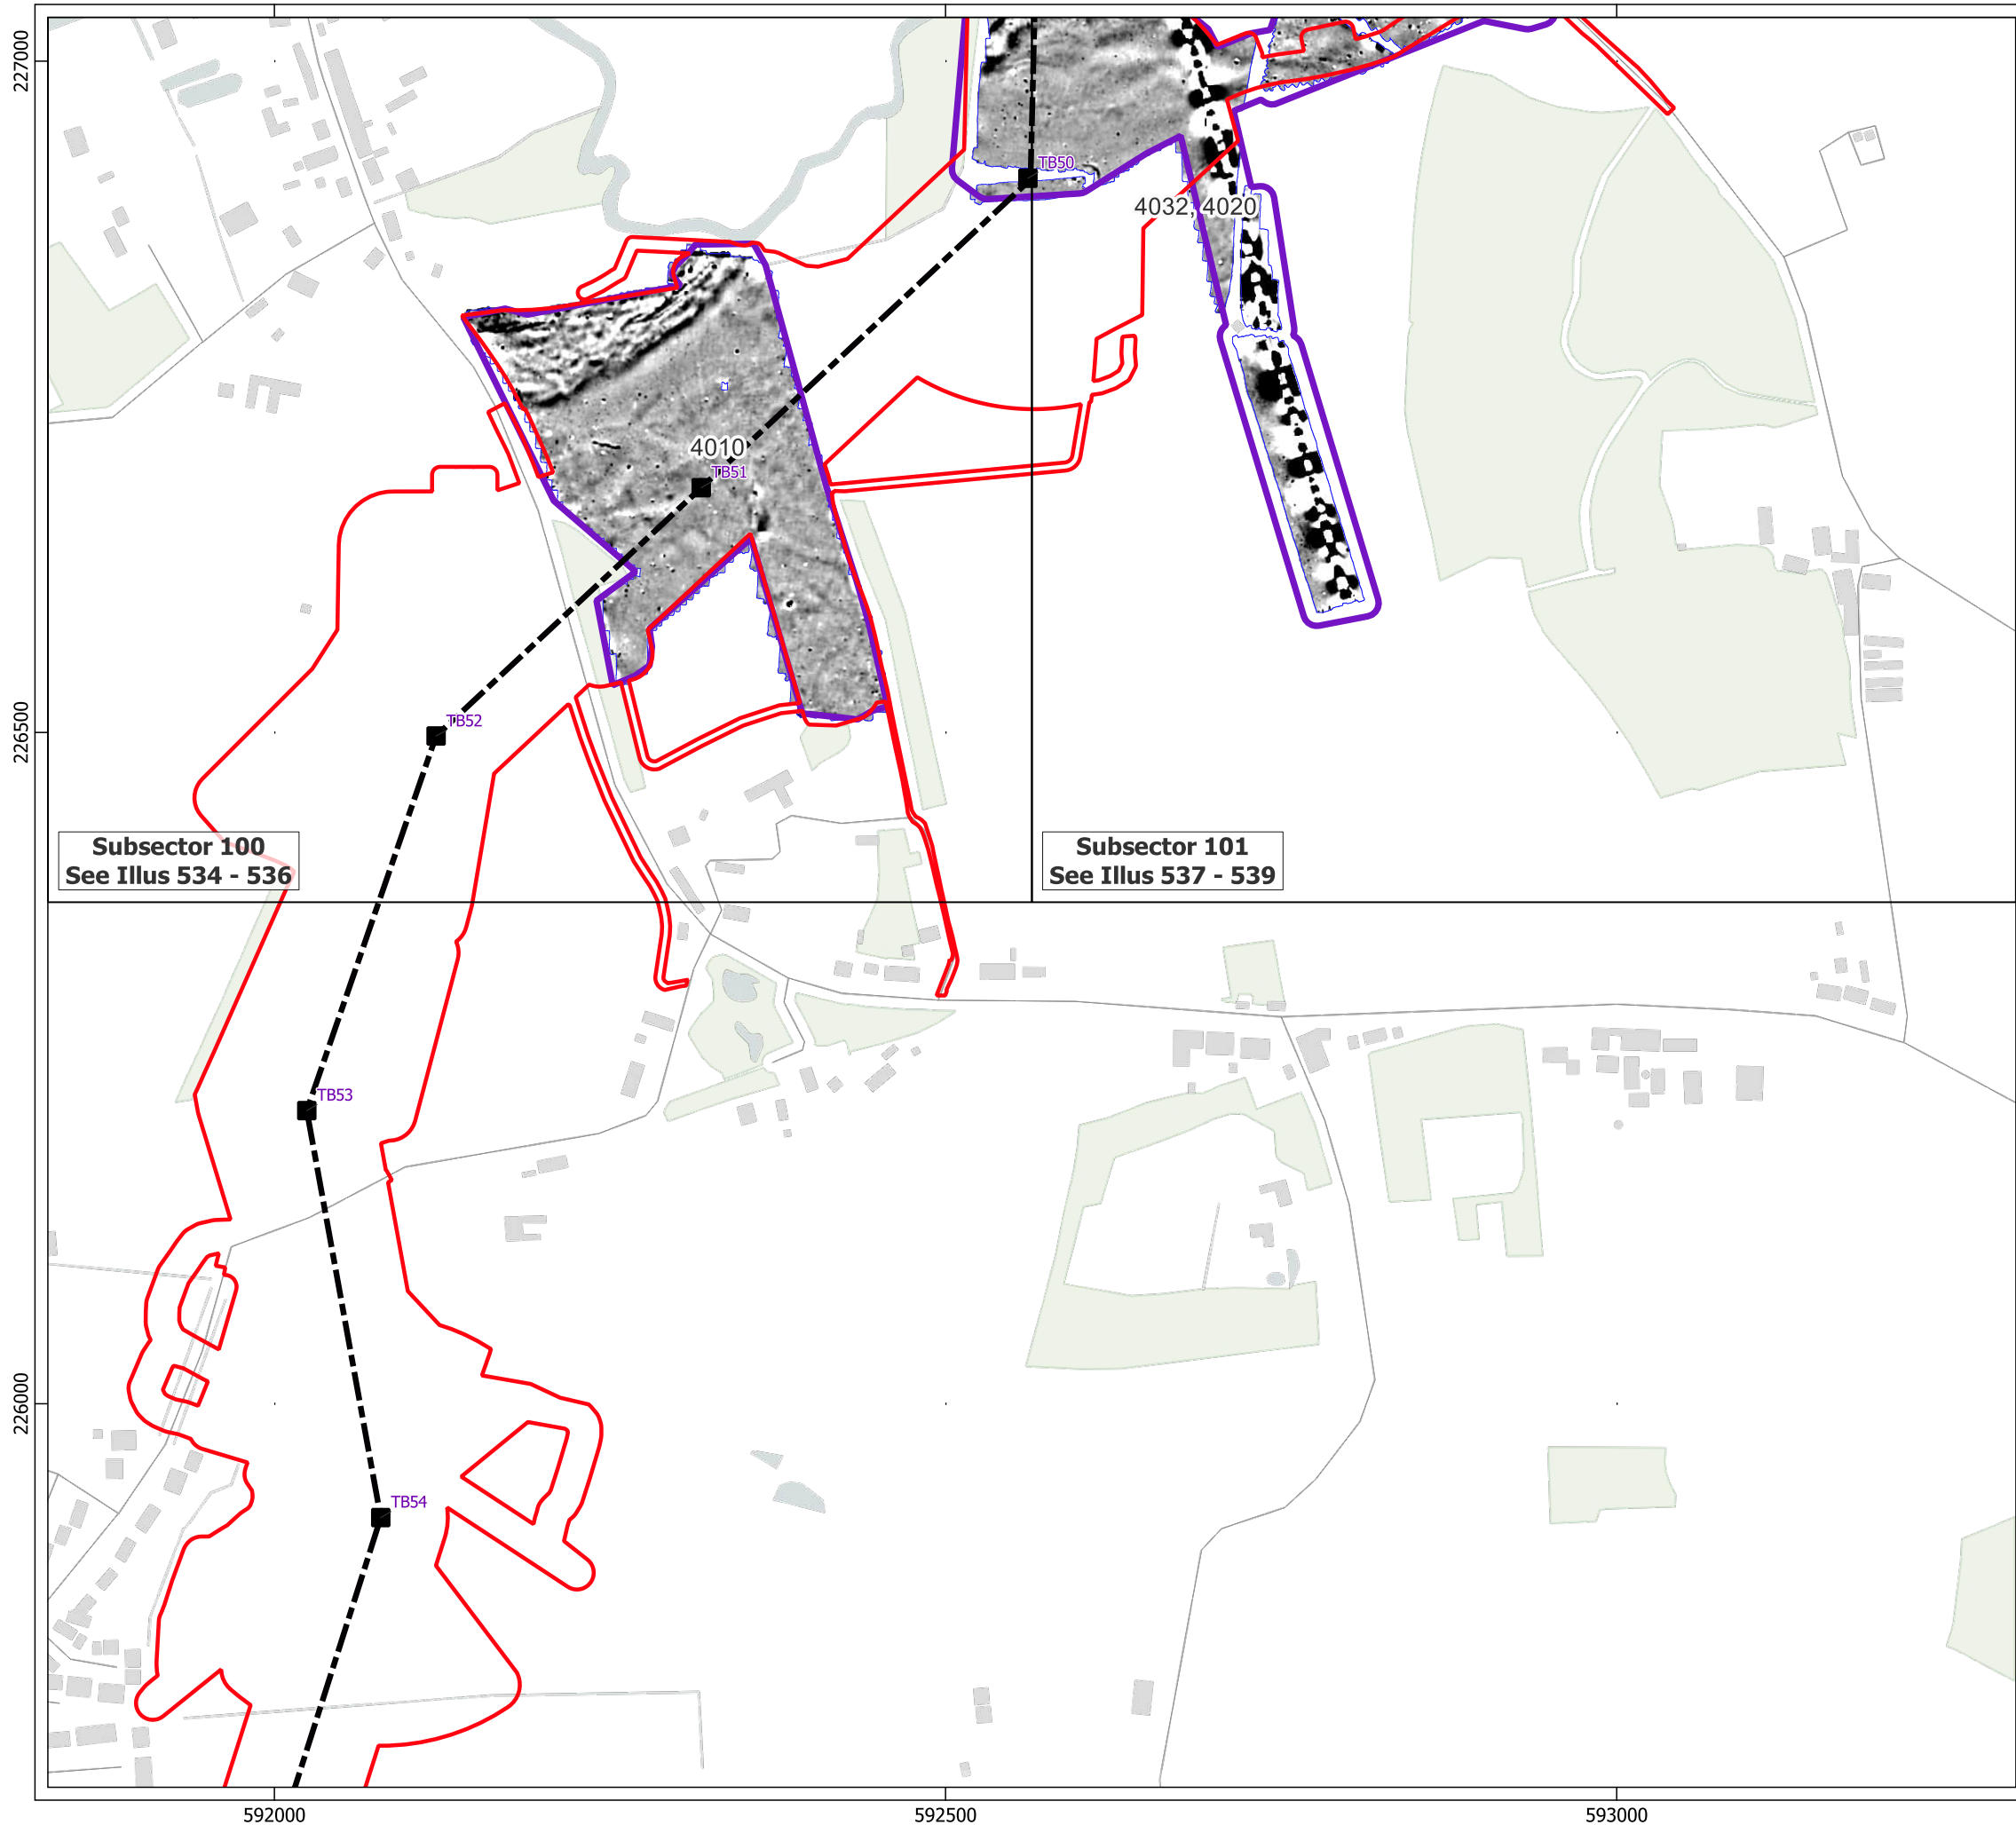 227000
TB50
4032, 4020
4010
TB51
226500
TB52
Subsector 100
See Illus 534 - 536
Subsector 101
See Illus 537 - 539
TB53
226000
TB54
592000
592500
593000